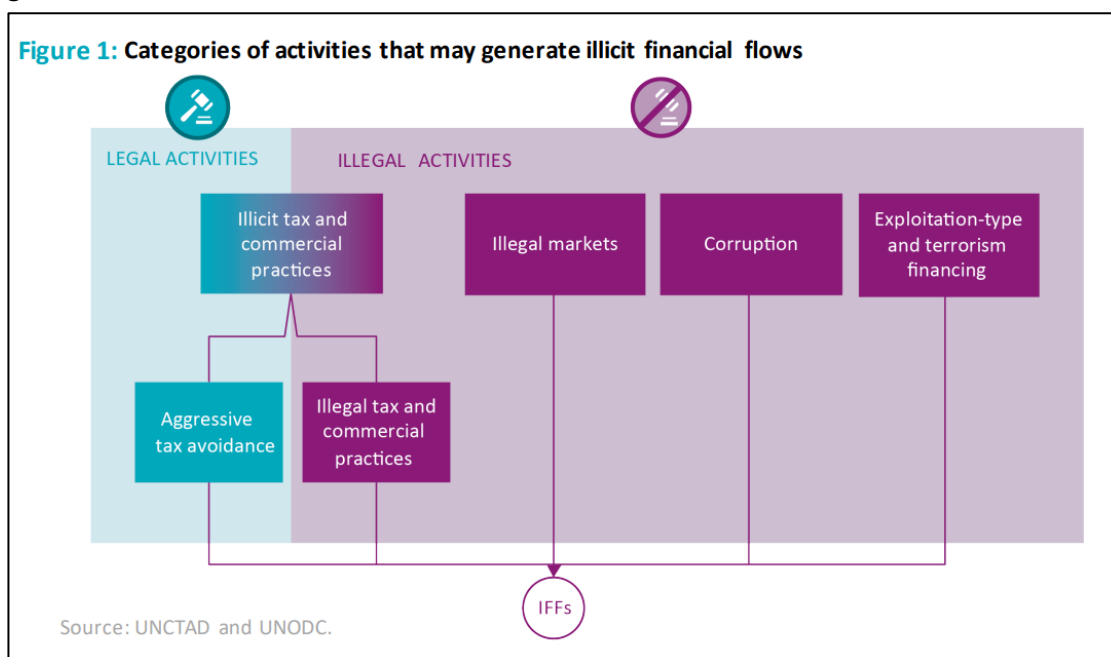 Figure 1: Categories of activities that may generate illicit financial flows
LEGAL ACTIVITIES
ILLEGAL ACTIVITIES
Illicit tax and
commercial
practices
Illegal markets
Corruption
Exploitation-type
and terrorism
financing
Aggressive
tax avoidance
Illegal tax and
commercial
practices
IFFs
Source: UNCTAD and UNODC.